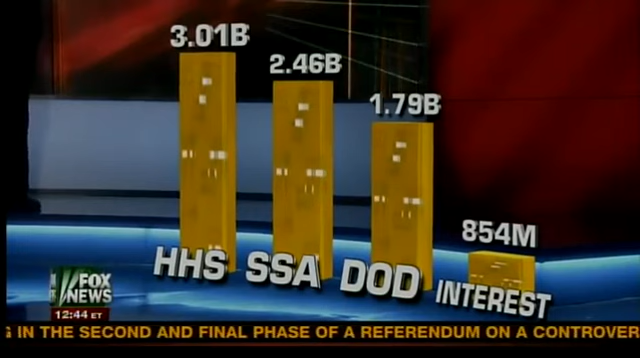 3.01B
2.46B
1.79B
854M
HHS
SSA
DOD
INTEREST
FOX
NEWS
12:44 ET
IN THE SECOND AND FINAL PHASE OF A REFERENDUM ON A CONTROVER